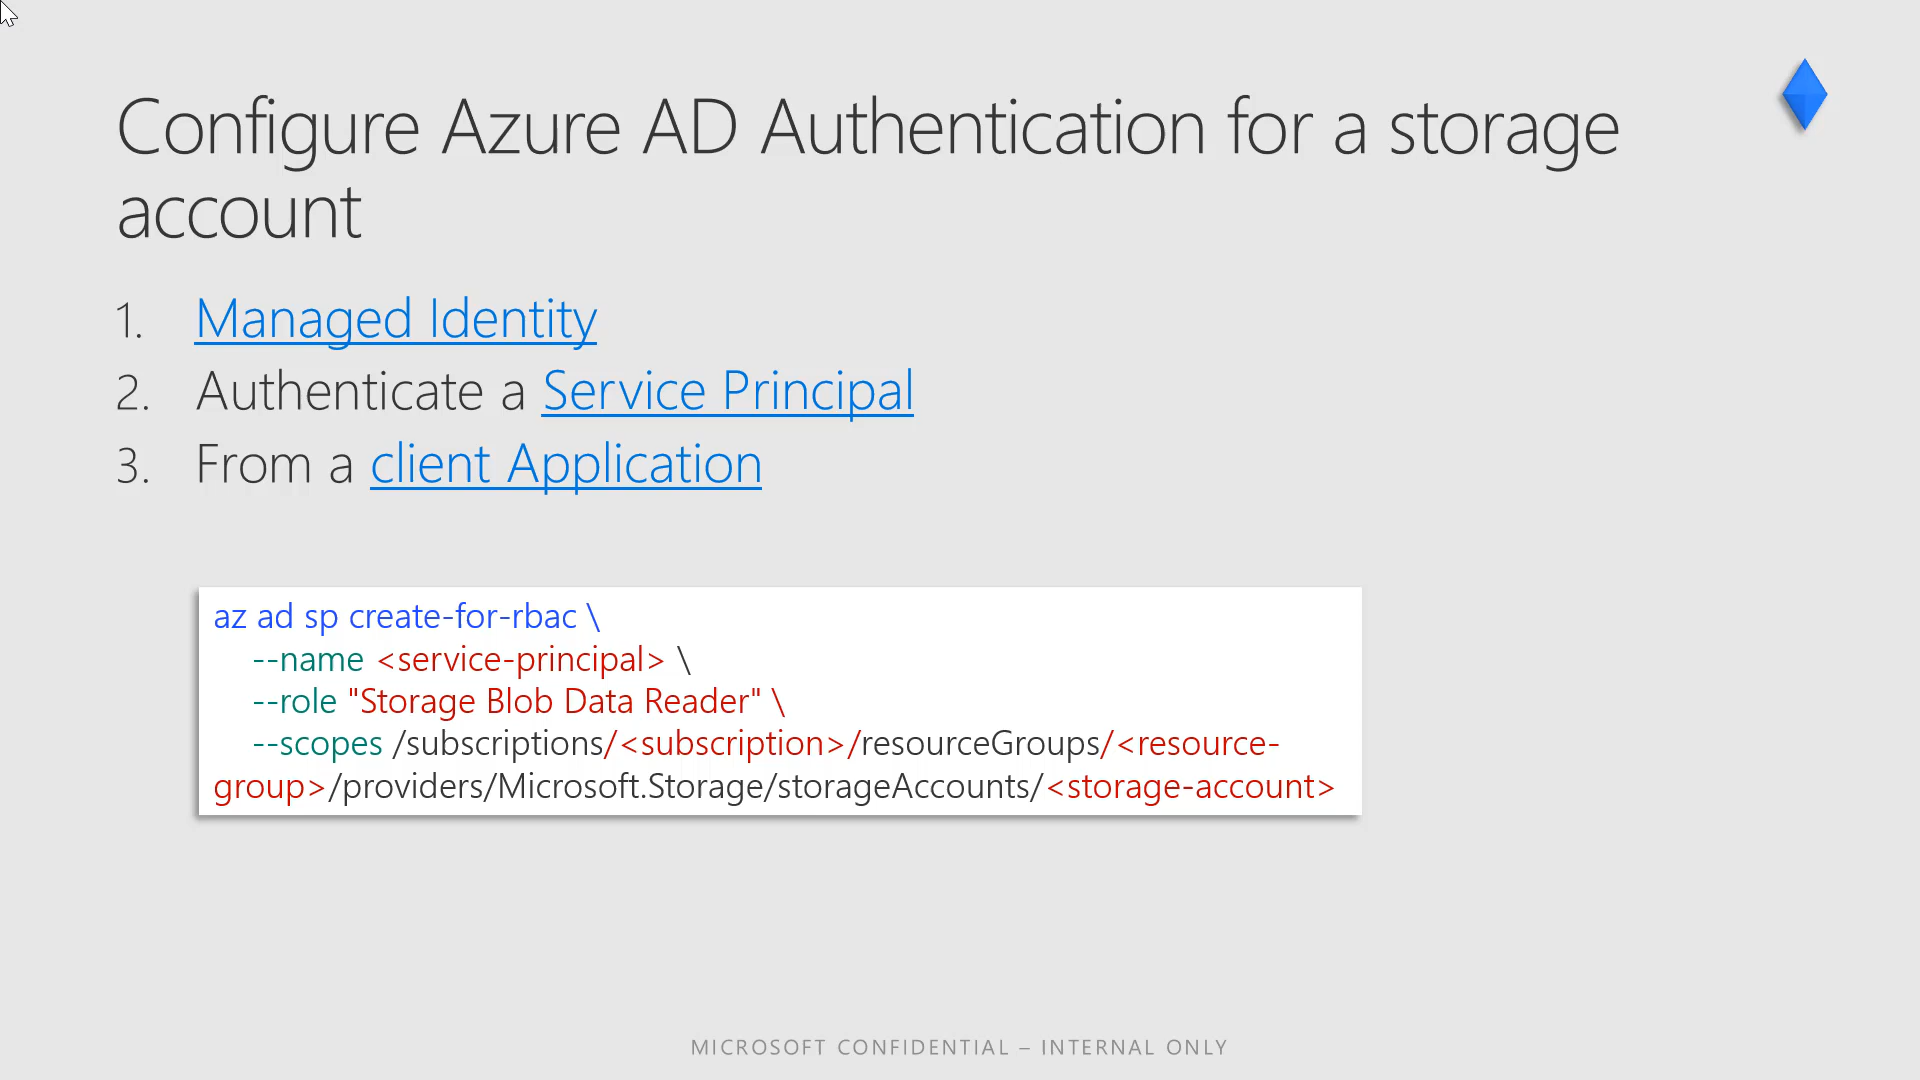 Configure Azure AD Authentication for a storage
account
1. Managed Identity
2. Authenticate a Service Principal
3. From a client Application
az ad sp create-for-rbac \
--name <service-principal> \
--role "Storage Blob Data Reader" \
--scopes /subscriptions/<subscription>/resourceGroups/<resource-
group>/providers/Microsoft.Storage/storageAccounts/<storage-account>
MICROSOFT CONFIDENTIAL – INTERNAL ONLY